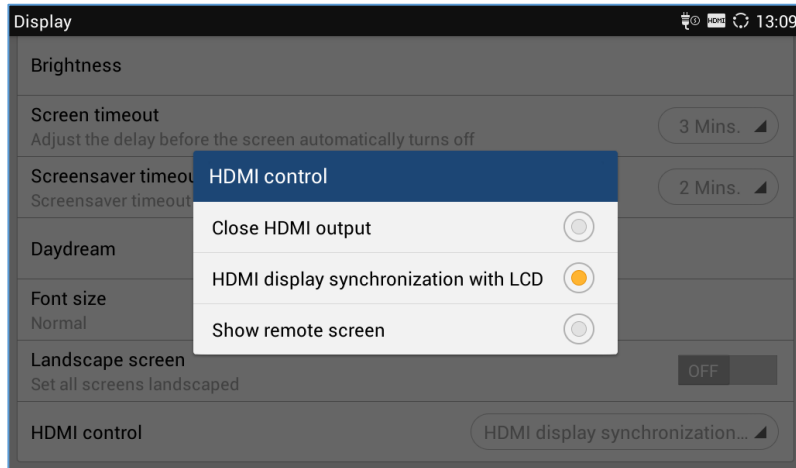 Display
HDMI
13:09
Brightness
Screen timeout
Adjust the delay before the screen automatically turns off
3 Mins.
Screensaver timeou
Screensaver timeout
2 Mins.
HDMI control
Close HDMI output
HDMI display synchronization with LCD
Show remote screen
Daydream
Font size
Normal
Landscape screen
Set all screens landscaped
OFF
HDMI control
HDMI display synchronization...